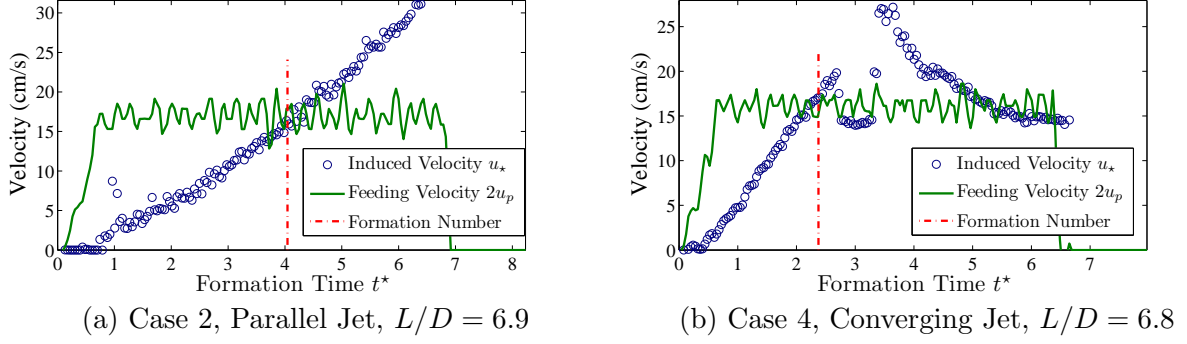 Velocity (cm/s)
25
20
15
10
5
0
0 1 2 3 4 5 6 7 8
Induced Velocity u⋆
Feeding Velocity 2uₚ
Formation Number
Formation Time t⋆
(a) Case 2, Parallel Jet, L/D = 6.9
Velocity (cm/s)
25
20
15
10
5
0
0 1 2 3 4 5 6 7
Induced Velocity u⋆
Feeding Velocity 2uₚ
Formation Number
Formation Time t⋆
(b) Case 4, Converging Jet, L/D = 6.8